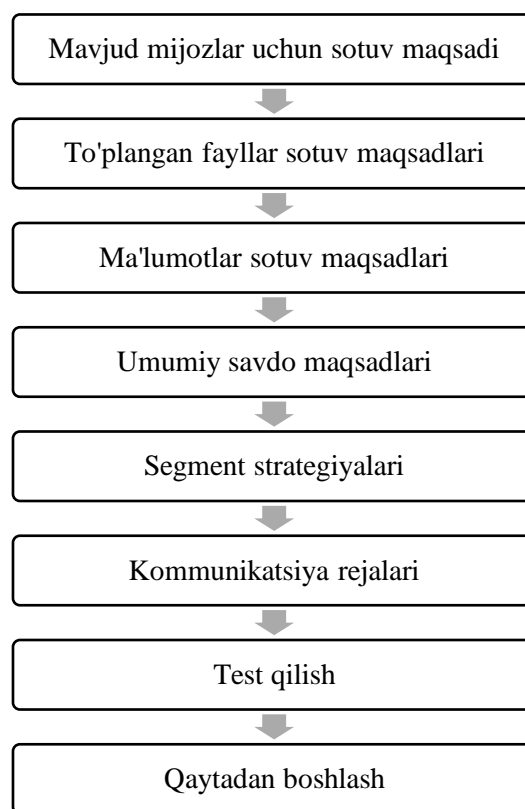 Mavjud mijozlar uchun sotuv maqsadi
To'plangan fayllar sotuv maqsadlari
Ma'lumotlar sotuv maqsadlari
Umumiy savdo maqsadlari
Segment strategiyalari
Kommunikatsiya rejalari
Test qilish
Qaytadan boshlash